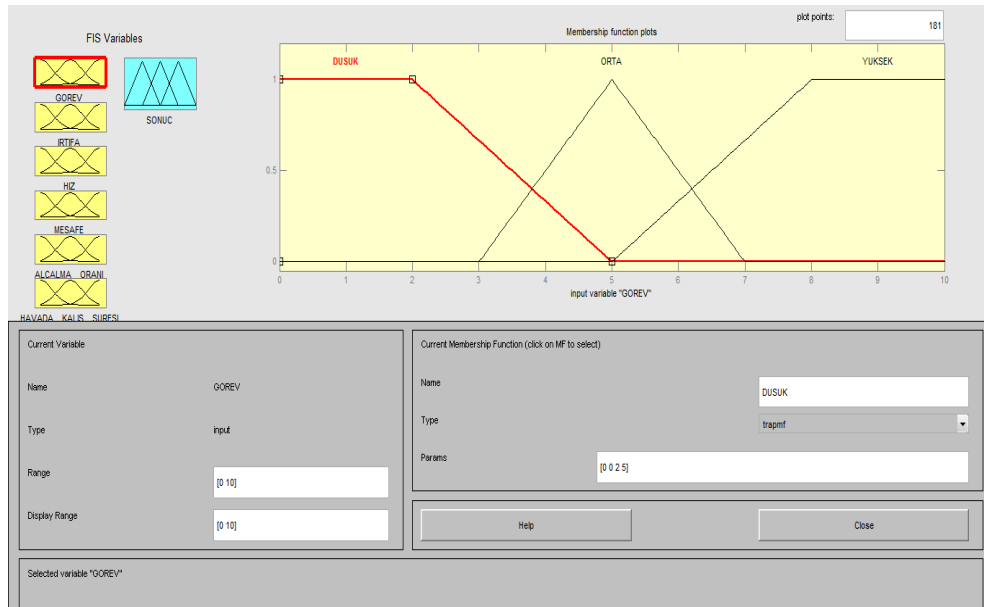 plot points:
181
FIS Variables
Membership function plots
DUSUK
ORTA
YUKSEK
GOREV
IRTIFA
HIZ
MESAFE
ALCALMA ORANI
HAVADA KALIS SURESI
SONUC
1
0.5
0
0 1 2 3 4 5 6 7 8 9 10
input variable "GOREV"
Current Variable
Name GOREV
Type input
Range [0 10]
Display Range [0 10]
Current Membership Function (click on MF to select)
Name DUSUK
Type trapmf
Params [0 0 2 5]
Help Close
Selected variable "GOREV"